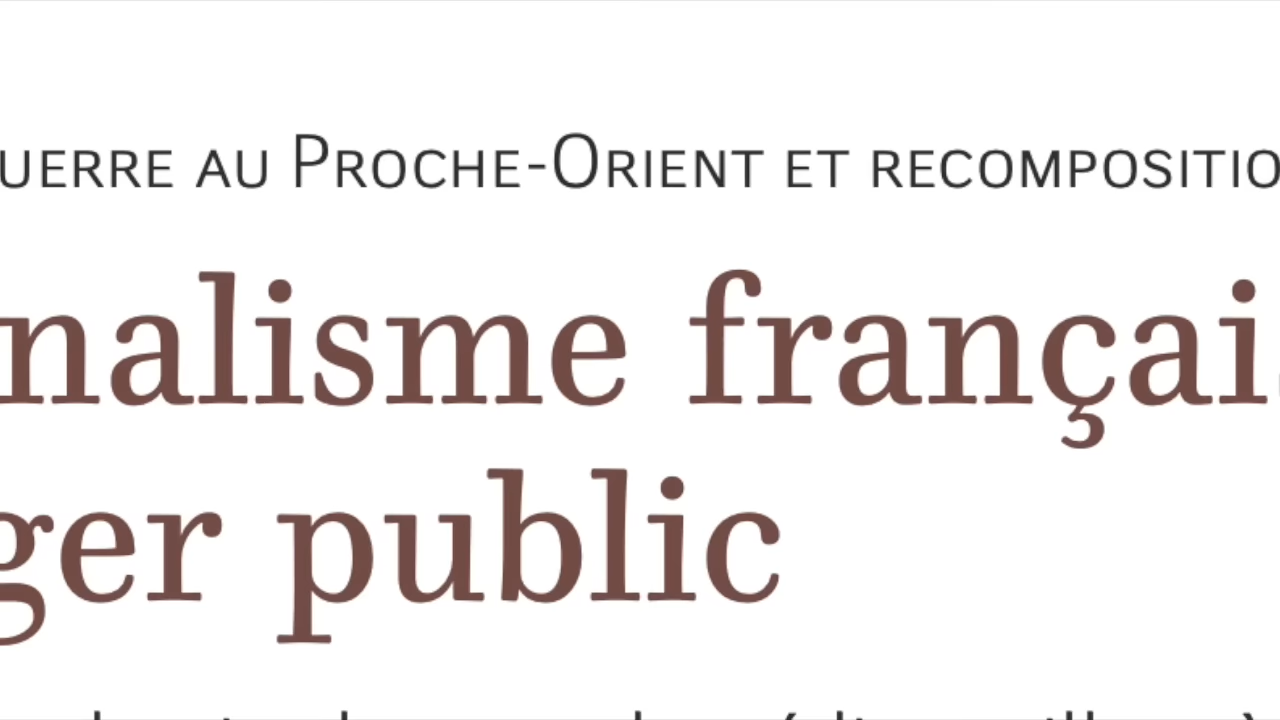 UERRE AU PROCHE-ORIENT ET RECOMPOSITIO
nalisme françai
ger public